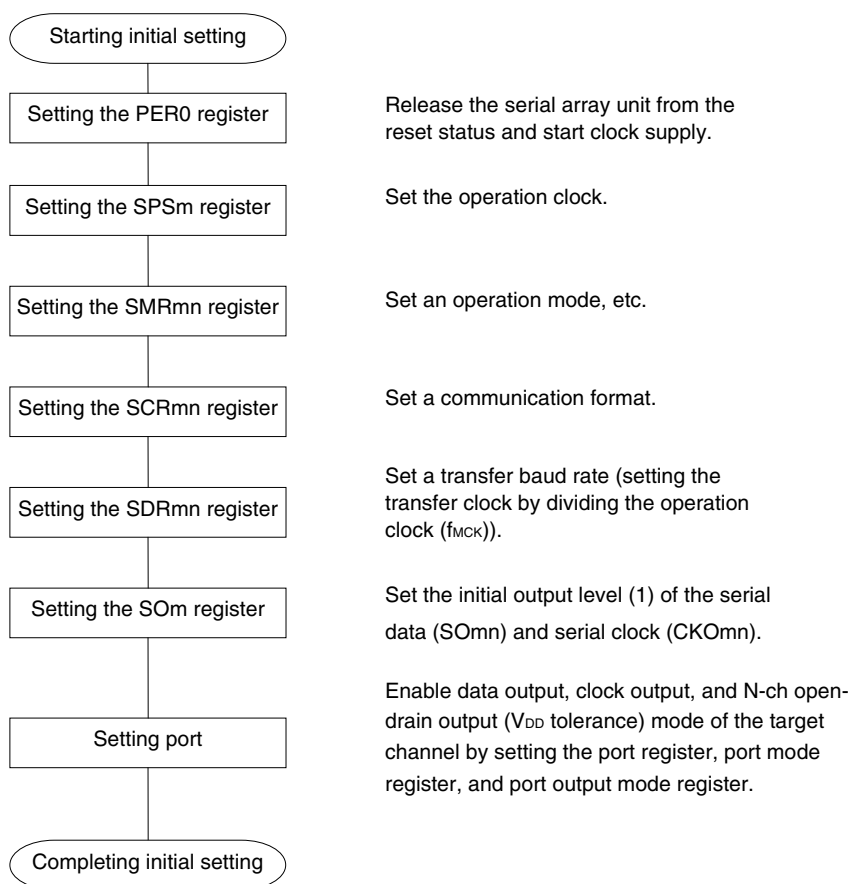 Starting initial setting
Setting the PER0 register
Release the serial array unit from the
reset status and start clock supply.
Setting the SPSm register
Set the operation clock.
Setting the SMRmn register
Set an operation mode, etc.
Setting the SCRmn register
Set a communication format.
Setting the SDRmn register
Set a transfer baud rate (setting the
transfer clock by dividing the operation
clock (fMCK)).
Setting the SOm register
Set the initial output level (1) of the serial
data (SOmn) and serial clock (CKOmn).
Setting port
Enable data output, clock output, and N-ch open-
drain output (VDD tolerance) mode of the target
channel by setting the port register, port mode
register, and port output mode register.
Completing initial setting